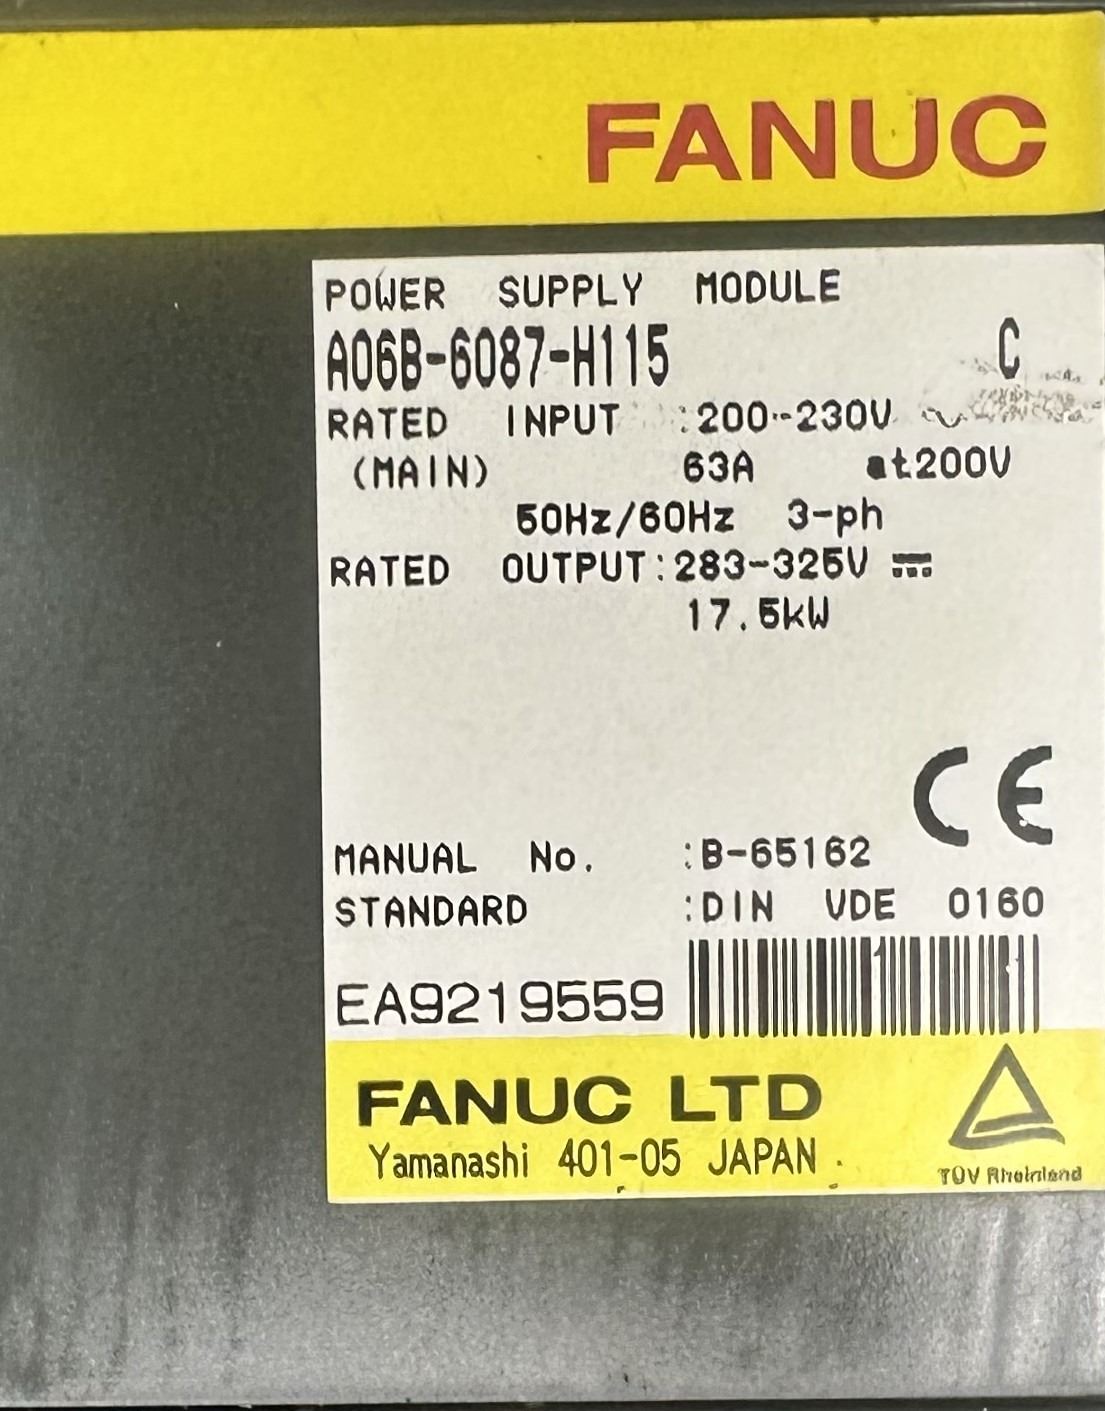 FANUC
POWER SUPPLY MODULE
A06B-6087-H115 C
RATED INPUT :200--230V ~
(MAIN) 63A at200V
50Hz/60Hz 3-ph
RATED OUTPUT:283-325V ⎓
17.5kW
CE
MANUAL No. :B-65162
STANDARD :DIN VDE 0160
EA9219559
FANUC LTD
Yamanashi 401-05 JAPAN
TÜV Rheinland